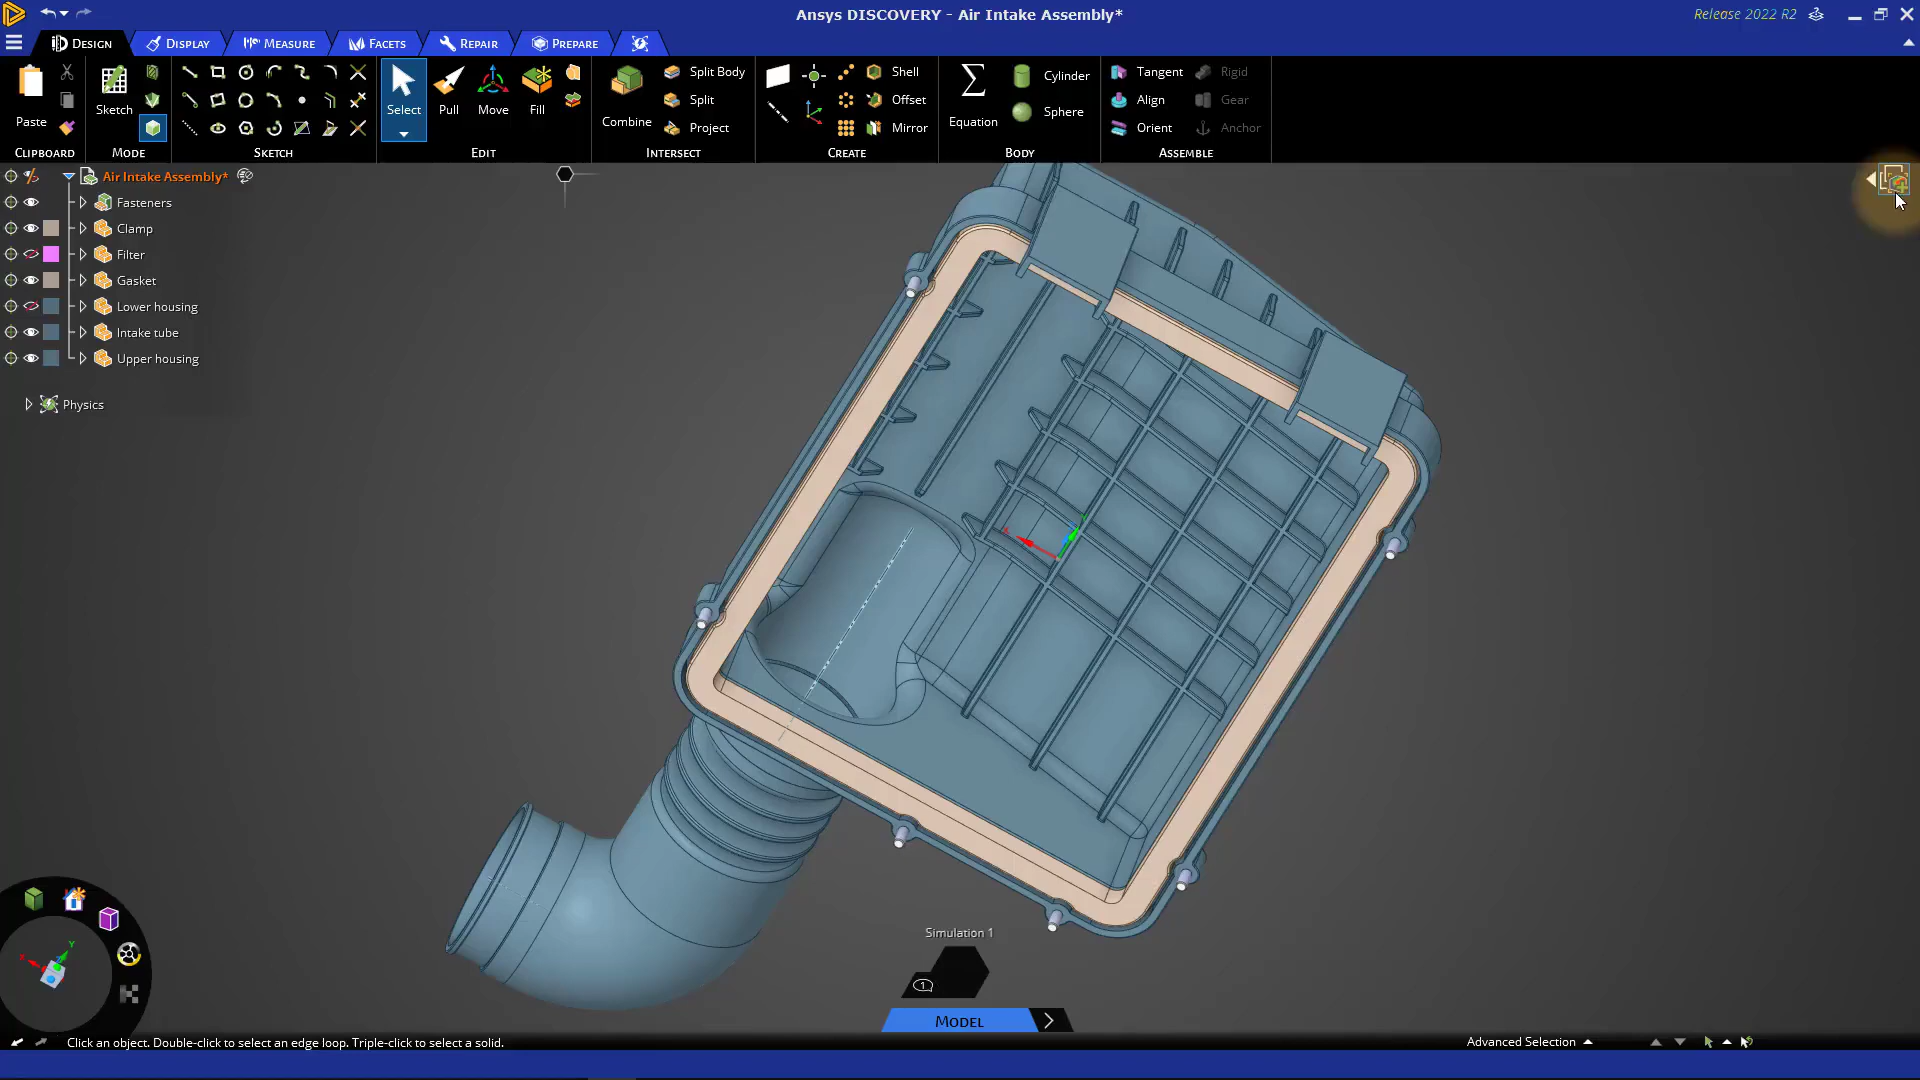 Ansys DISCOVERY - Air Intake Assembly*
Release 2022 R2
DESIGN
DISPLAY
MEASURE
FACETS
REPAIR
PREPARE
Paste
Sketch
Select
Pull
Move
Fill
Combine
Split Body
Split
Project
Shell
Offset
Mirror
Equation
Cylinder
Sphere
Tangent
Align
Orient
Rigid
Gear
Anchor
CLIPBOARD
MODE
SKETCH
EDIT
INTERSECT
CREATE
BODY
ASSEMBLE
Air Intake Assembly*
Fasteners
Clamp
Filter
Gasket
Lower housing
Intake tube
Upper housing
Physics
X
Y
X
Y
Simulation 1
1
MODEL
Click an object. Double-click to select an edge loop. Triple-click to select a solid.
Advanced Selection